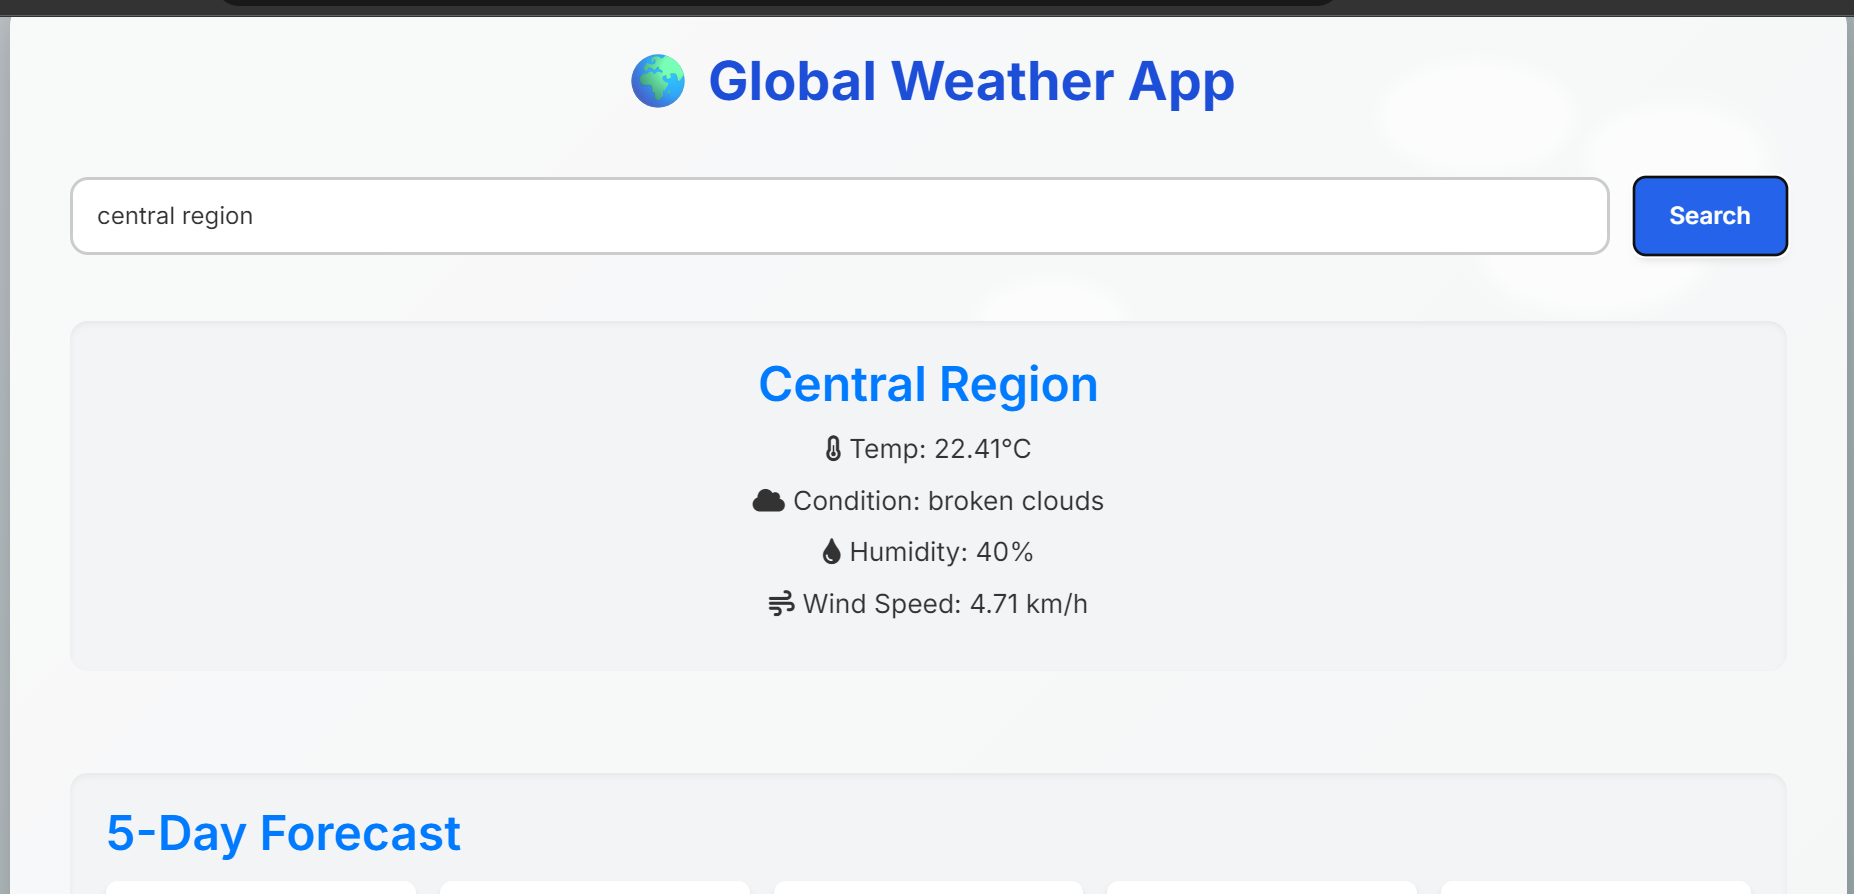 Global Weather App
central region
Search
Central Region
Temp: 22.41°C
Condition: broken clouds
Humidity: 40%
Wind Speed: 4.71 km/h
5-Day Forecast